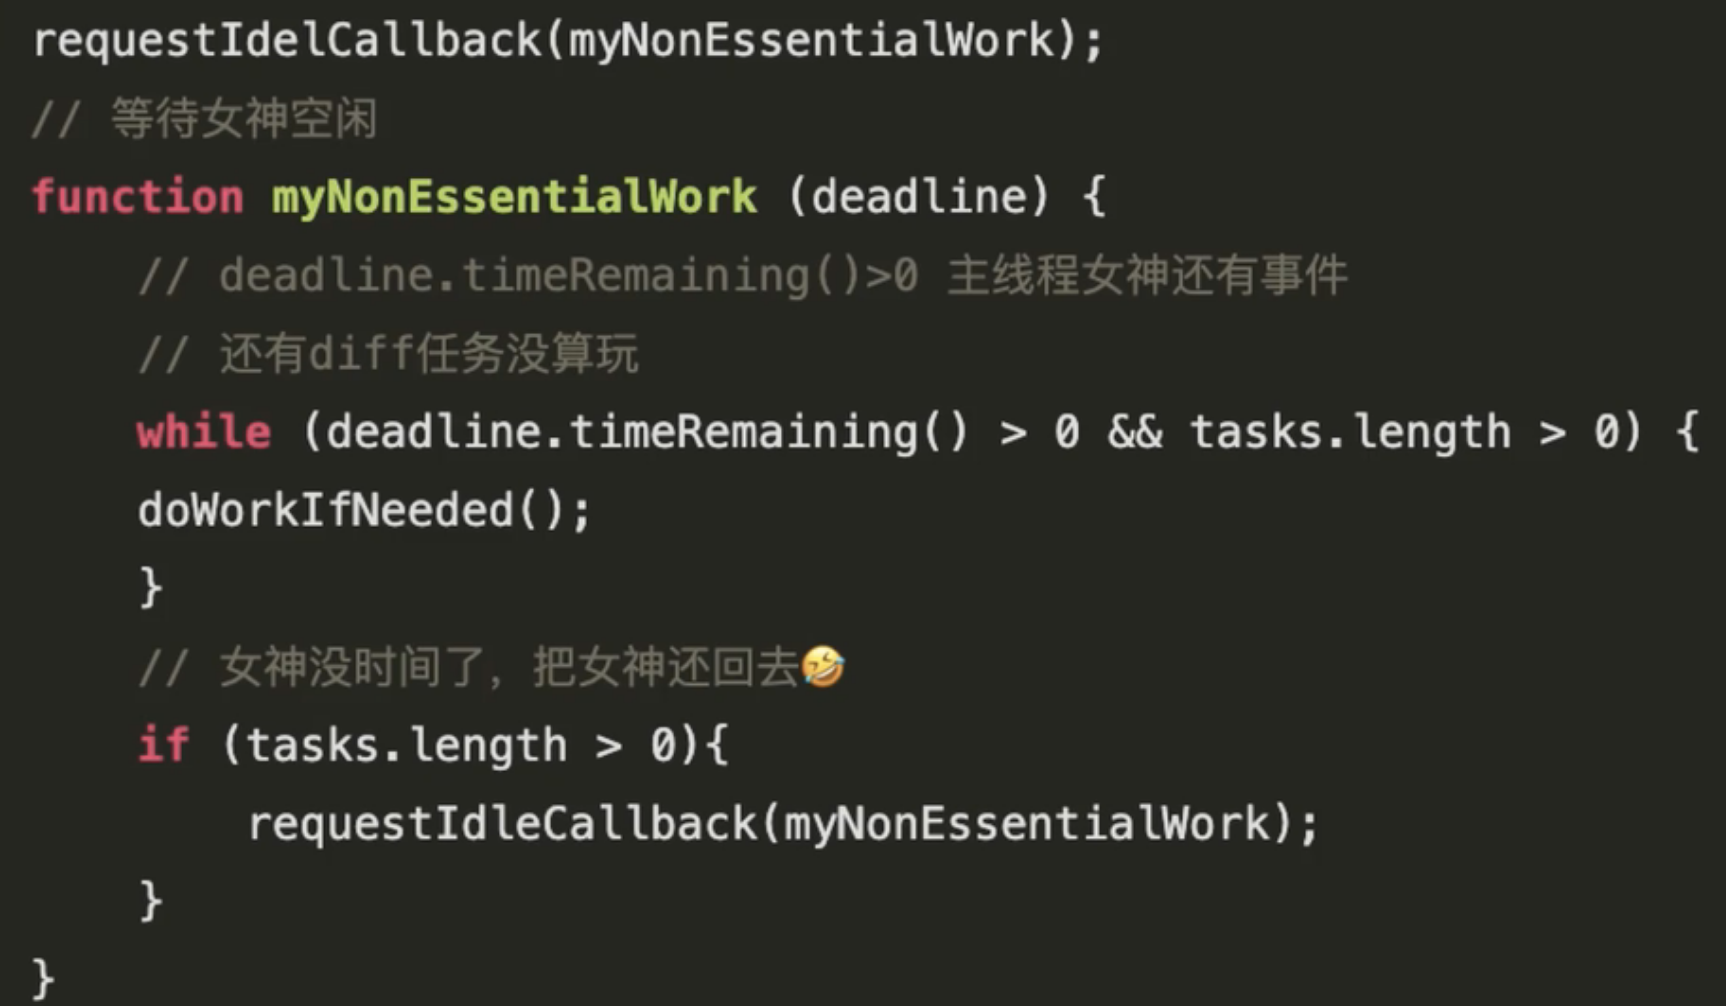 requestIdelCallback(myNonEssentialWork);
// 等待女神空闲
function myNonEssentialWork (deadline) {
// deadline.timeRemaining()>0 主线程女神还有事件
// 还有diff任务没算玩
while (deadline.timeRemaining() > 0 && tasks.length > 0) {
doWorkIfNeeded();
}
// 女神没时间了，把女神还回去🤣
if (tasks.length > 0){
requestIdleCallback(myNonEssentialWork);
}
}